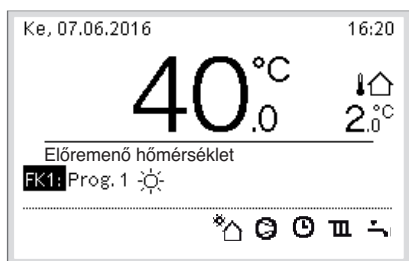 Ke, 07.06.2016 16:20
40.0 °C
2.0 °C
Előremenő hőmérséklet
FK1: Prog. 1